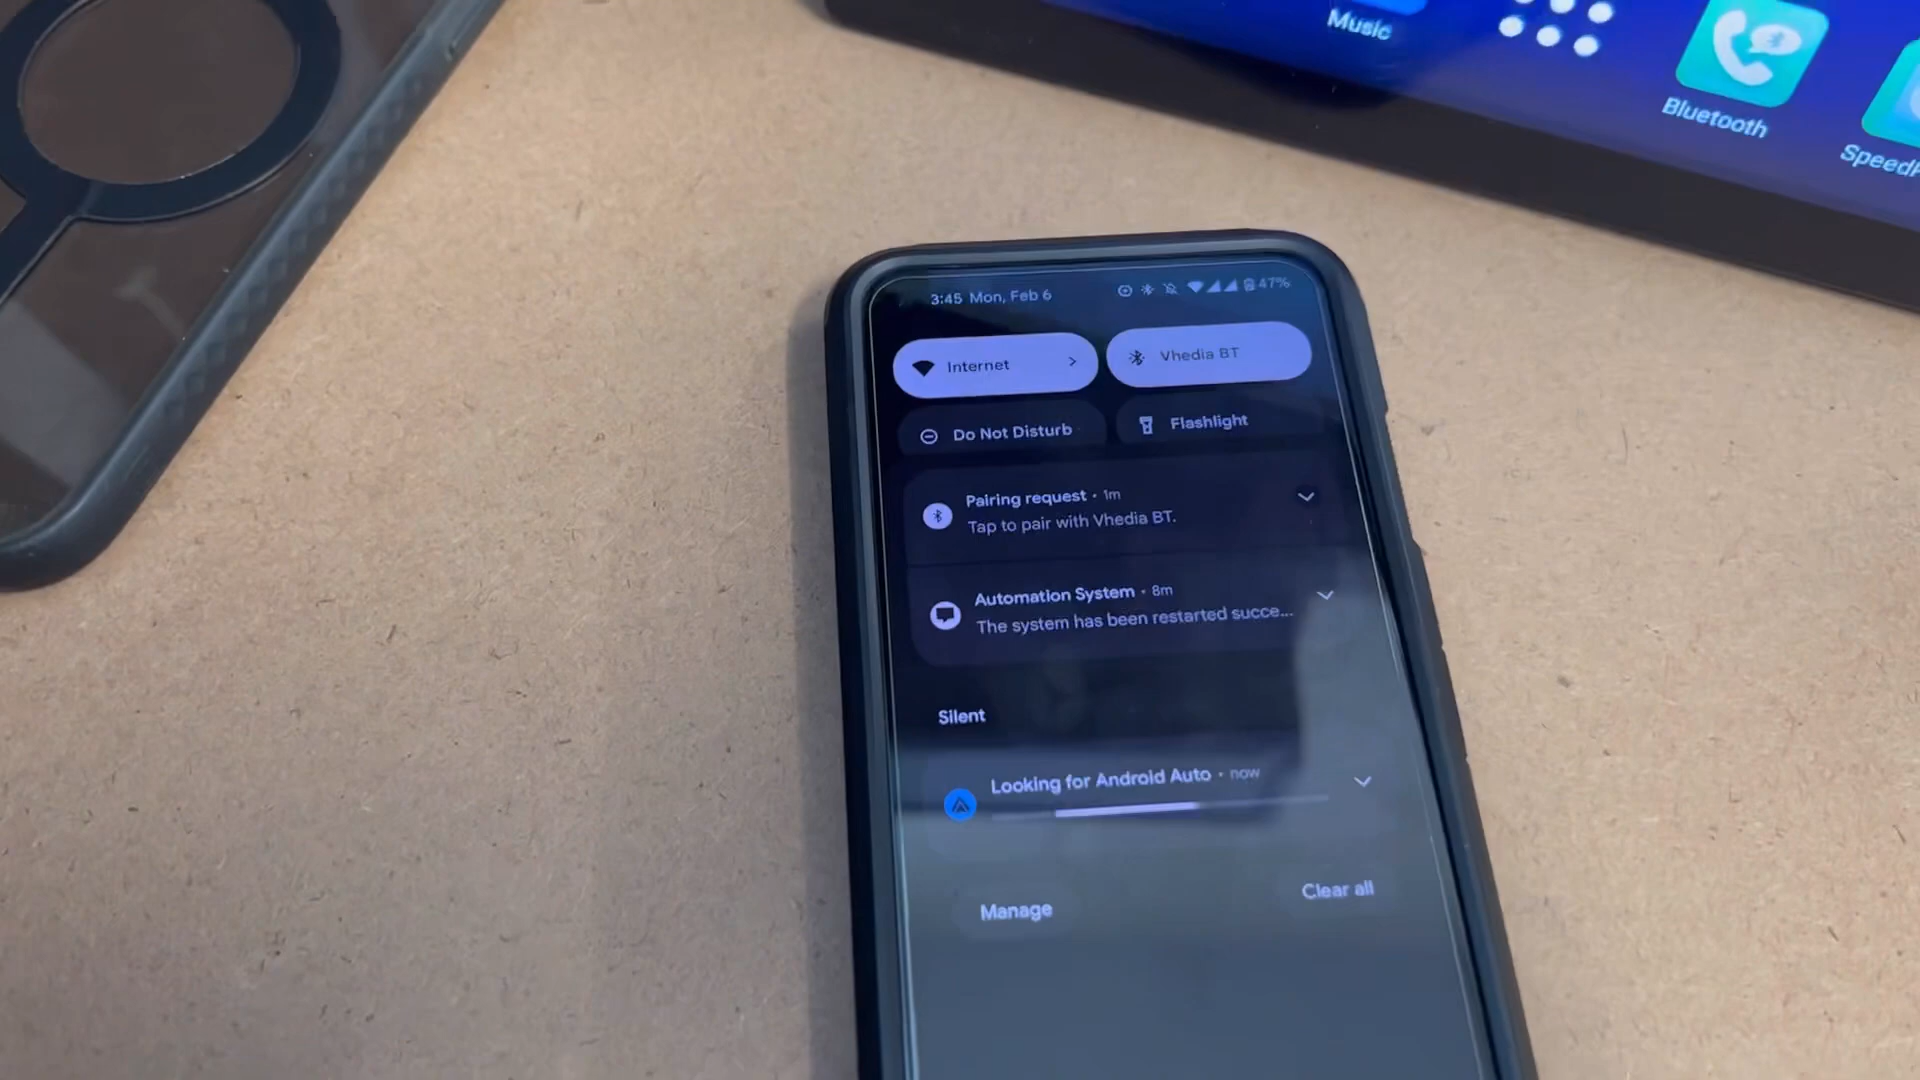 Music
Bluetooth
3:45 Mon, Feb 6
47%
Internet
Vhedia BT
Do Not Disturb
Flashlight
Pairing request • 1m
Tap to pair with Vhedia BT.
Automation System • 8m
The system has been restarted succe...
Silent
Looking for Android Auto • now
Manage
Clear all